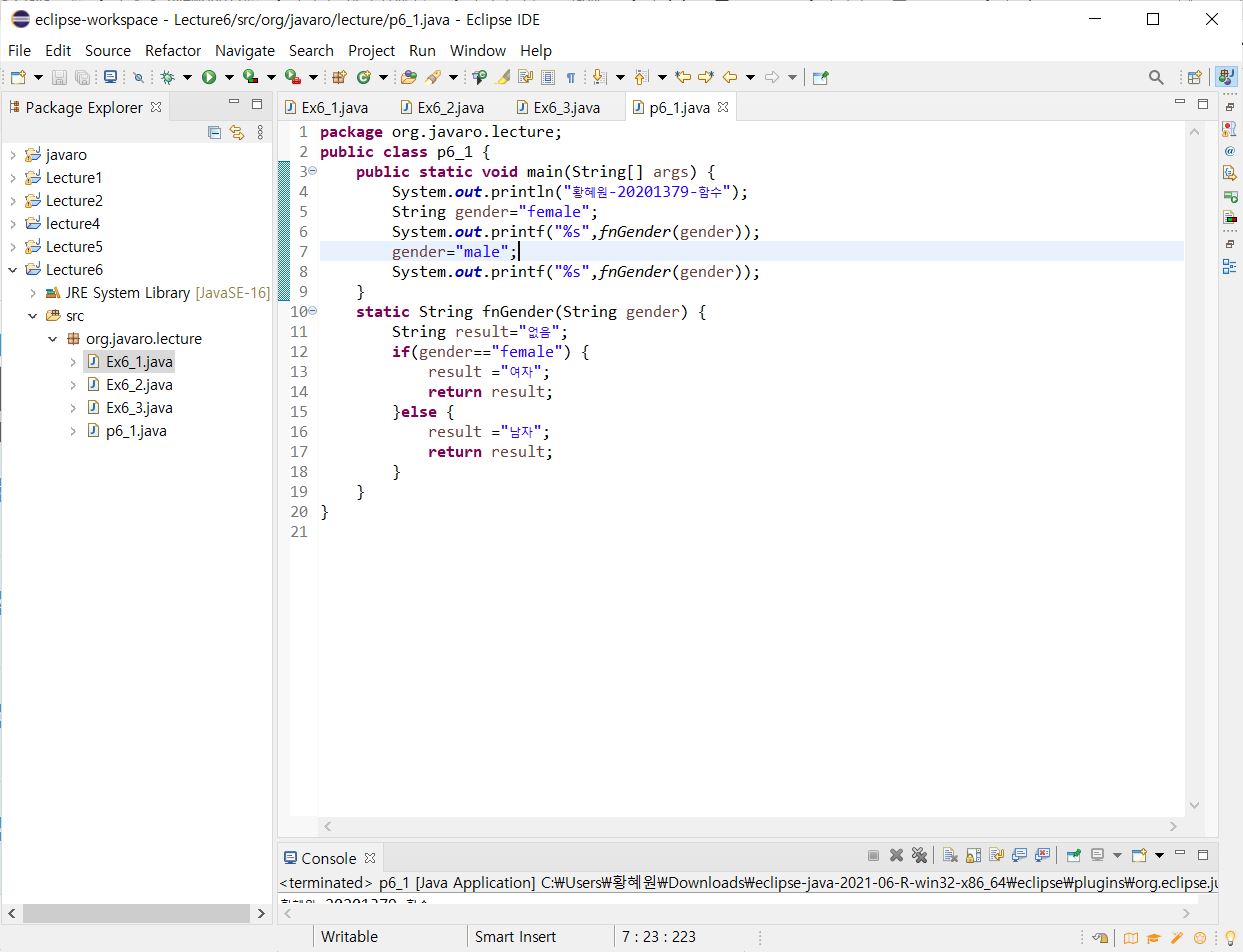 eclipse-workspace - Lecture6/src/org/javaro/lecture/p6_1.java - Eclipse IDE
File Edit Source Refactor Navigate Search Project Run Window Help
Package Explorer
Ex6_1.java Ex6_2.java Ex6_3.java p6_1.java
javaro
Lecture1
Lecture2
lecture4
Lecture5
Lecture6
JRE System Library [JavaSE-16]
src
org.javaro.lecture
Ex6_1.java
Ex6_2.java
Ex6_3.java
p6_1.java
1 package org.javaro.lecture;
2 public class p6_1 {
3 public static void main(String[] args) {
4 System.out.println("황혜원-20201379-함수");
5 String gender="female";
6 System.out.printf("%s",fnGender(gender));
7 gender="male";
8 System.out.printf("%s",fnGender(gender));
9 }
10 static String fnGender(String gender) {
11 String result="없음";
12 if(gender=="female") {
13 result ="여자";
14 return result;
15 }else {
16 result ="남자";
17 return result;
18 }
19 }
20 }
21
Console
<terminated> p6_1 [Java Application] C:₩Users₩황혜원₩Downloads₩eclipse-java-2021-06-R-win32-x86_64₩eclipse₩plugins₩org.eclipse.ju
Writable Smart Insert 7 : 23 : 223